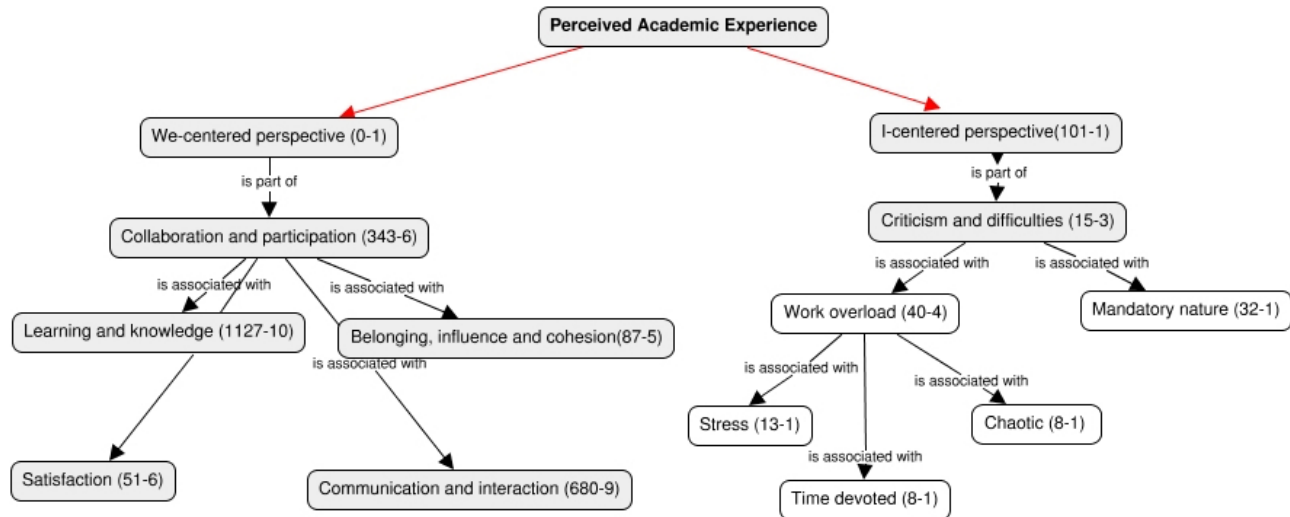 Perceived Academic Experience
We-centered perspective (0-1)
I-centered perspective(101-1)
is part of
is part of
Collaboration and participation (343-6)
Criticism and difficulties (15-3)
is associated with
is associated with
is associated with
is associated with
Learning and knowledge (1127-10)
Belonging, influence and cohesion(87-5)
Work overload (40-4)
Mandatory nature (32-1)
is associated with
is associated with
is associated with
Stress (13-1)
Chaotic (8-1)
is associated with
Satisfaction (51-6)
Communication and interaction (680-9)
Time devoted (8-1)